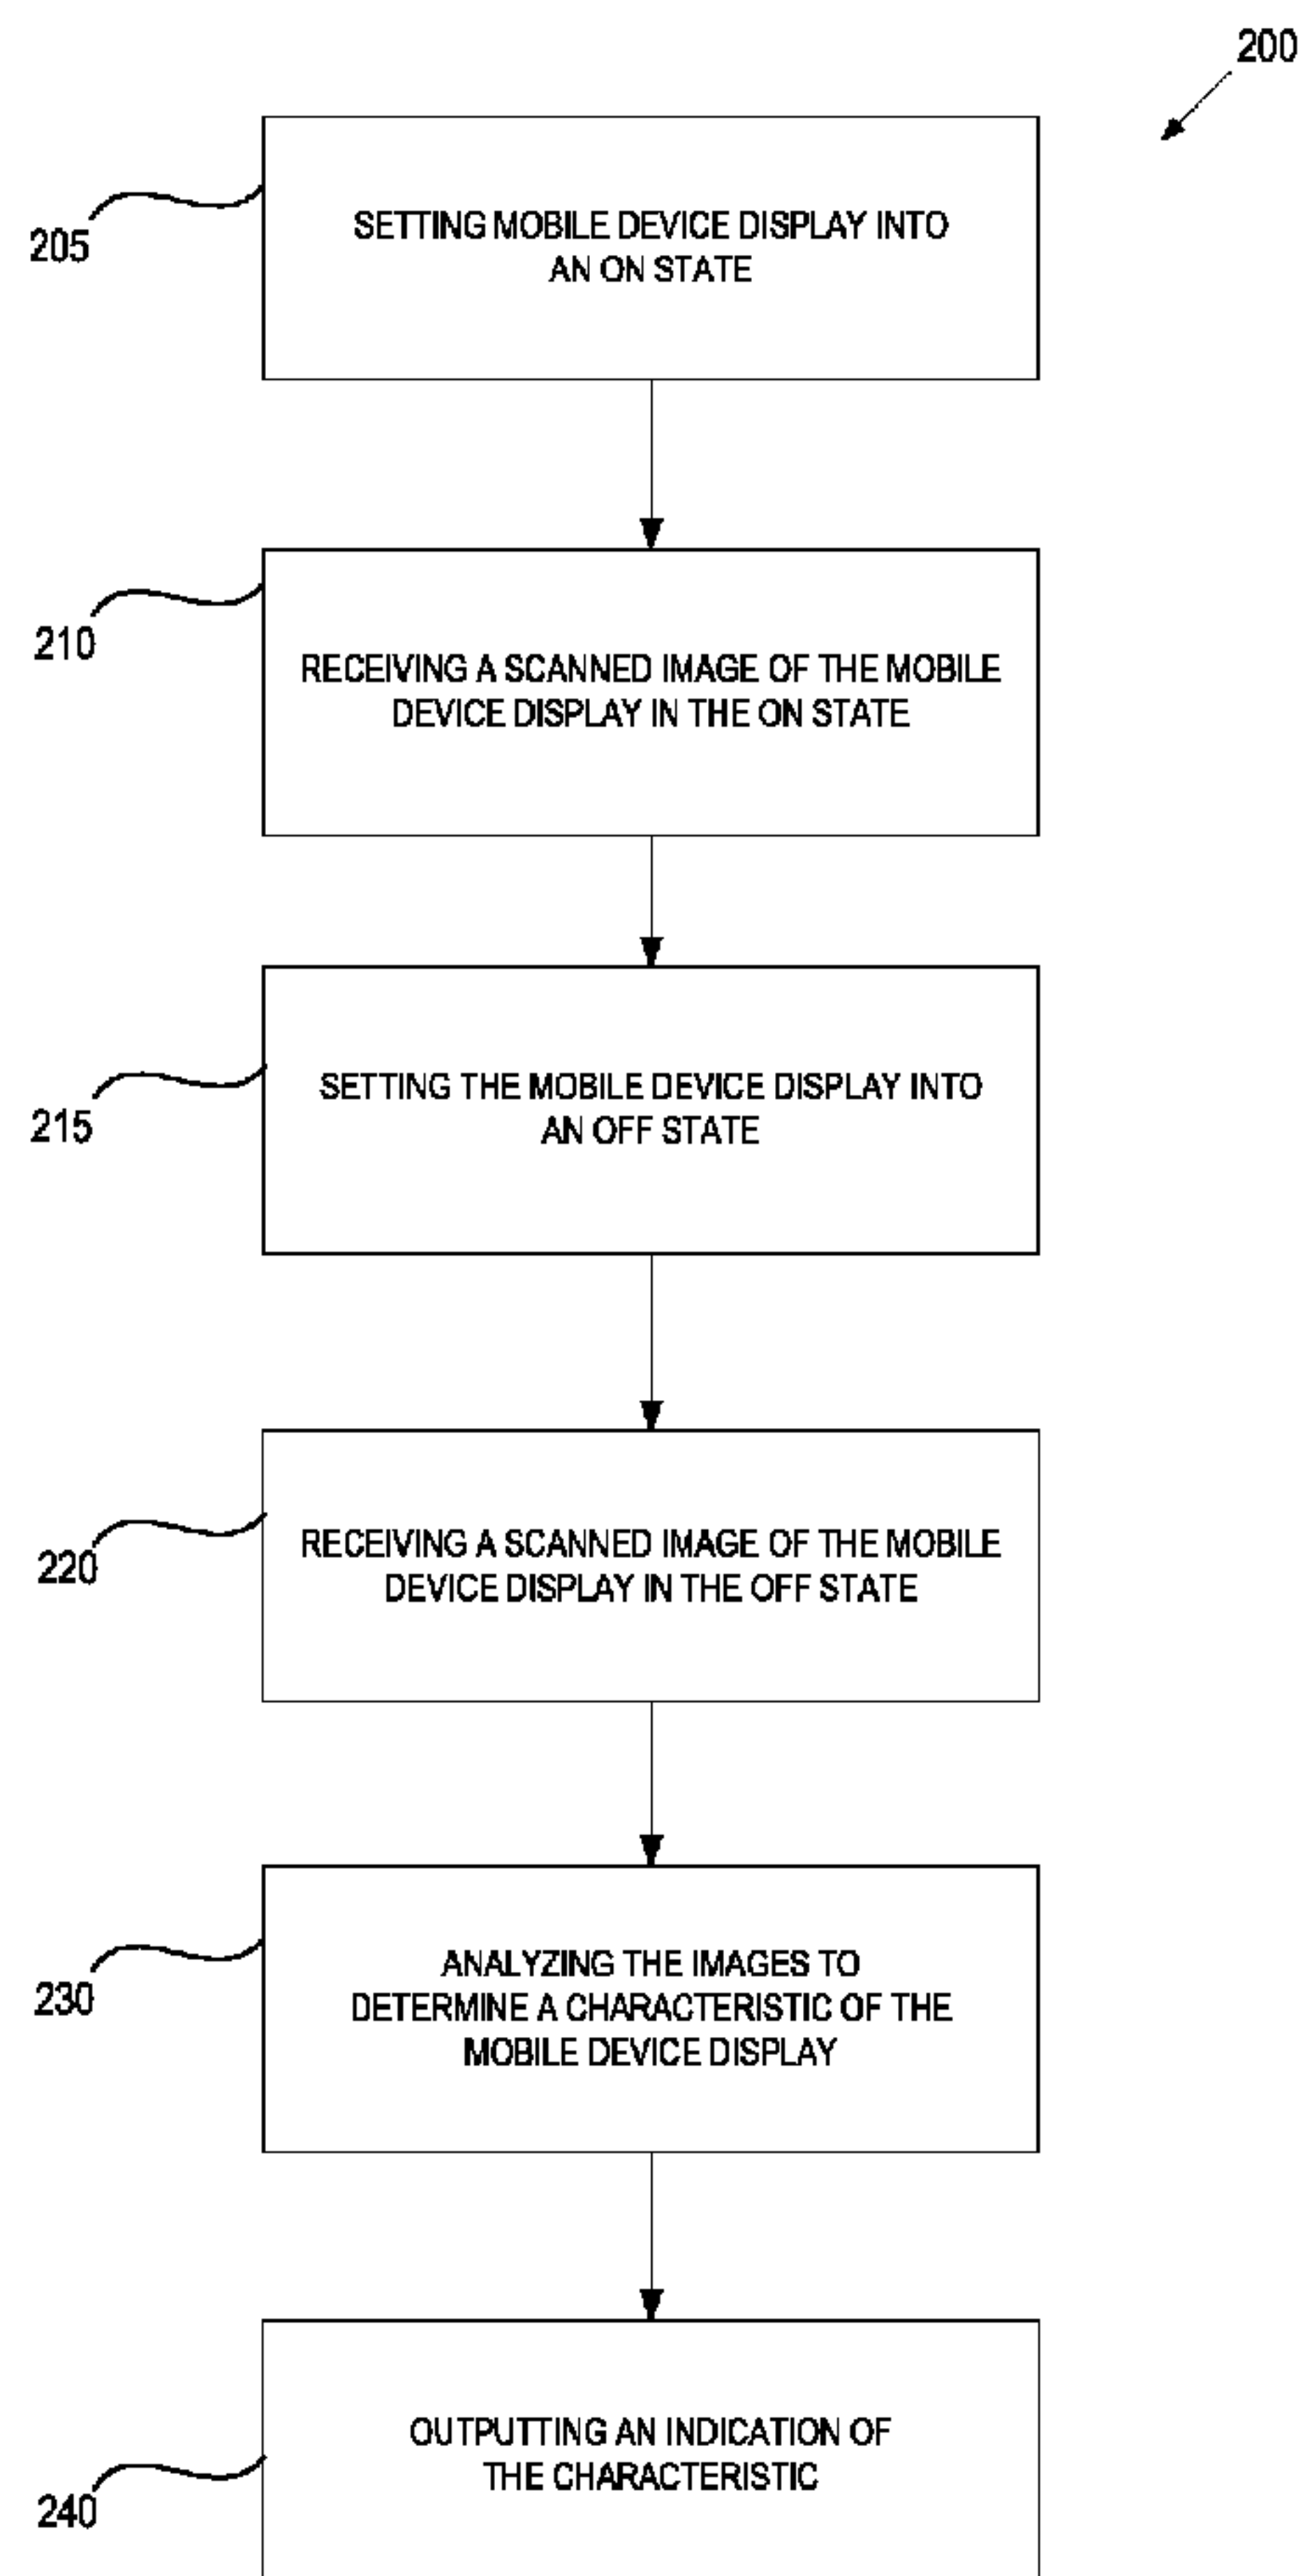 200
205
SETTING MOBILE DEVICE DISPLAY INTO
AN ON STATE
210
RECEIVING A SCANNED IMAGE OF THE MOBILE
DEVICE DISPLAY IN THE ON STATE
215
SETTING THE MOBILE DEVICE DISPLAY INTO
AN OFF STATE
220
RECEIVING A SCANNED IMAGE OF THE MOBILE
DEVICE DISPLAY IN THE OFF STATE
230
ANALYZING THE IMAGES TO
DETERMINE A CHARACTERISTIC OF THE
MOBILE DEVICE DISPLAY
240
OUTPUTTING AN INDICATION OF
THE CHARACTERISTIC